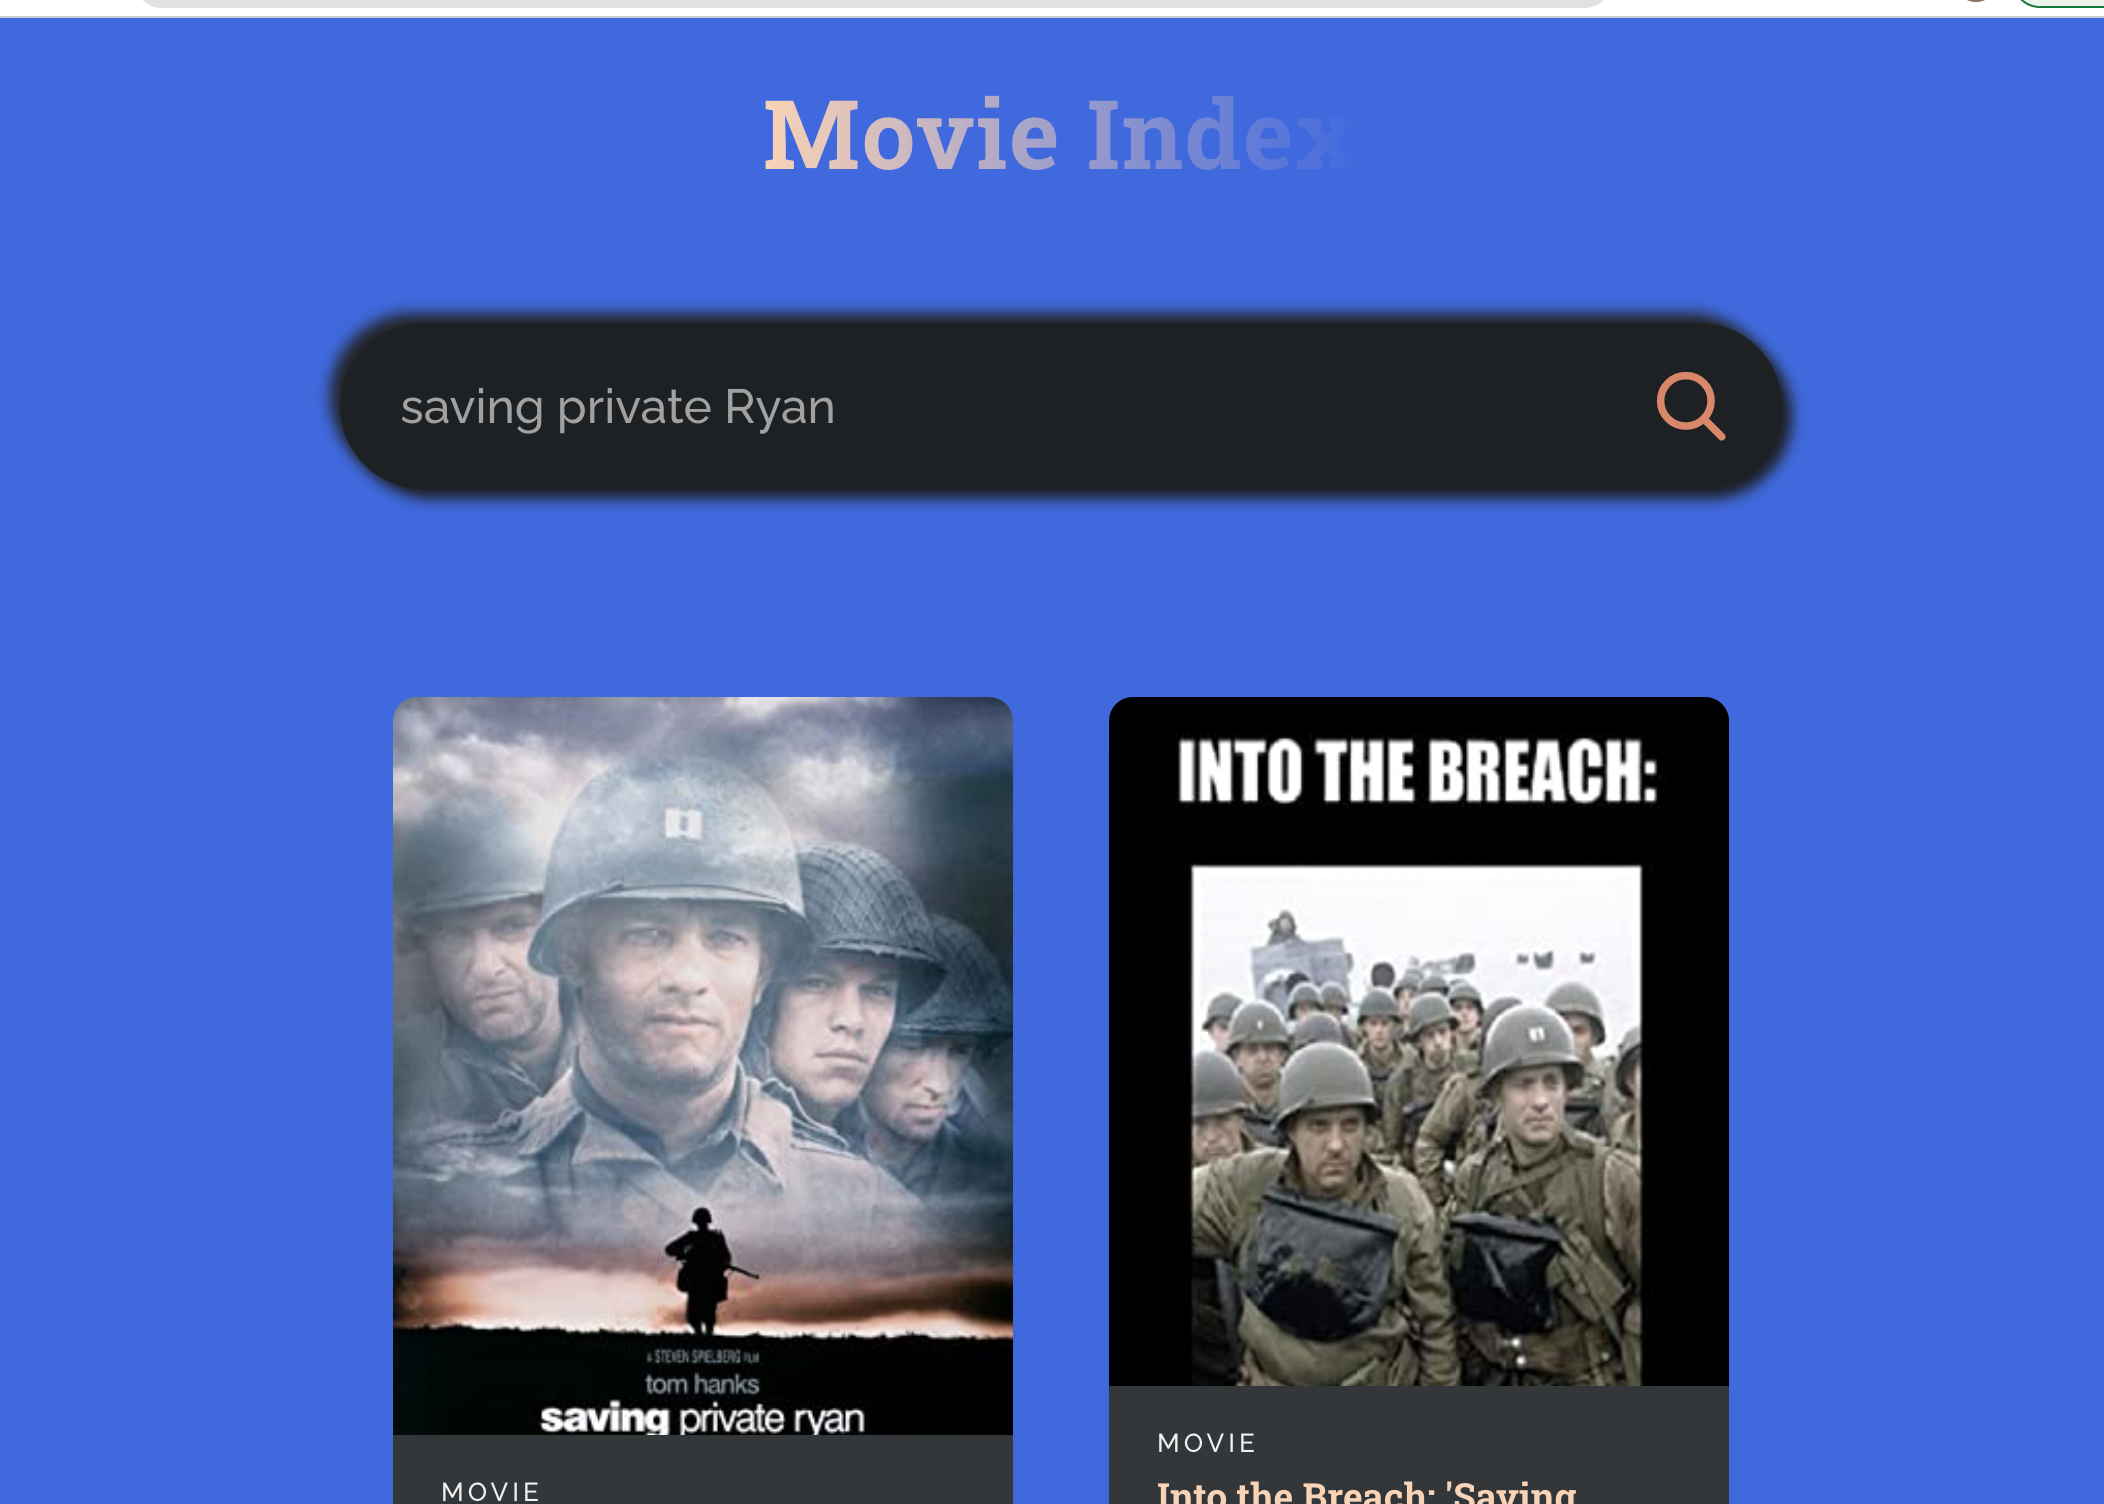 Movie Index
saving private Ryan
A STEVEN SPIELBERG FILM
tom hanks
saving private ryan
MOVIE
INTO THE BREACH:
MOVIE
Into the Breach: 'Saving